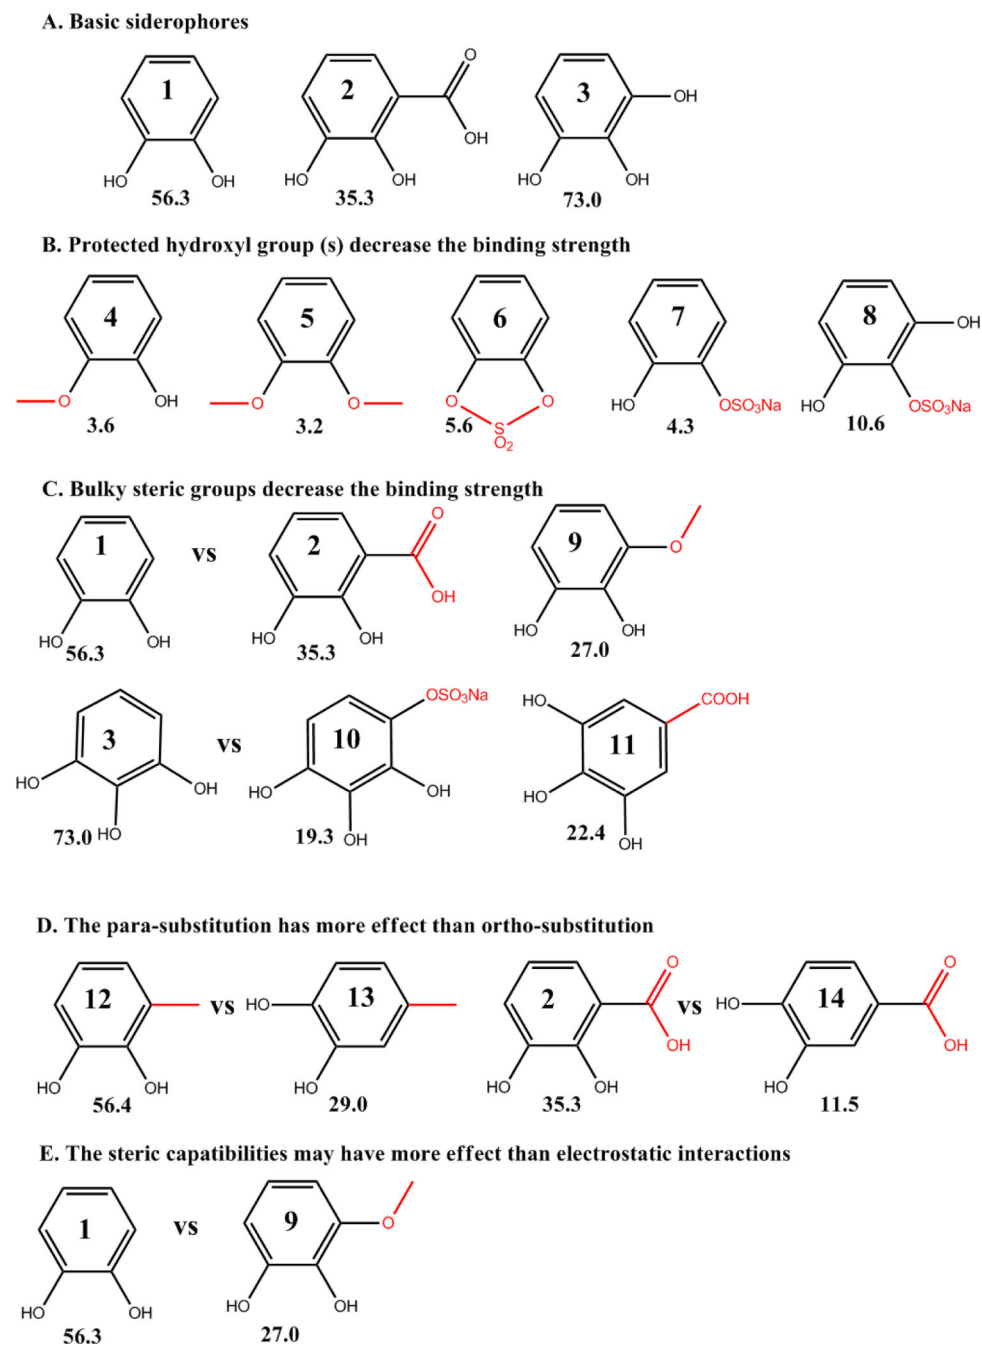 A. Basic siderophores
1
2
3
O
OH
OH
HO
OH
HO
OH
HO
OH
56.3
35.3
73.0
B. Protected hydroxyl group (s) decrease the binding strength
4
5
6
7
8
OH
O
OH
O
O
O
O
S
O2
HO
OSO3Na
HO
OSO3Na
3.6
3.2
5.6
4.3
10.6
C. Bulky steric groups decrease the binding strength
1
vs
2
9
O
OH
O
HO
OH
HO
OH
HO
OH
56.3
35.3
27.0
3
vs
10
11
OSO3Na
HO
COOH
HO
OH
HO
HO
OH
HO
OH
OH
73.0
19.3
22.4
D. The para-substitution has more effect than ortho-substitution
12
vs
HO
13
2
O
OH
vs
HO
14
O
OH
HO
OH
HO
HO
OH
HO
56.4
29.0
35.3
11.5
E. The steric capatibilities may have more effect than electrostatic interactions
1
vs
9
O
HO
OH
HO
OH
56.3
27.0